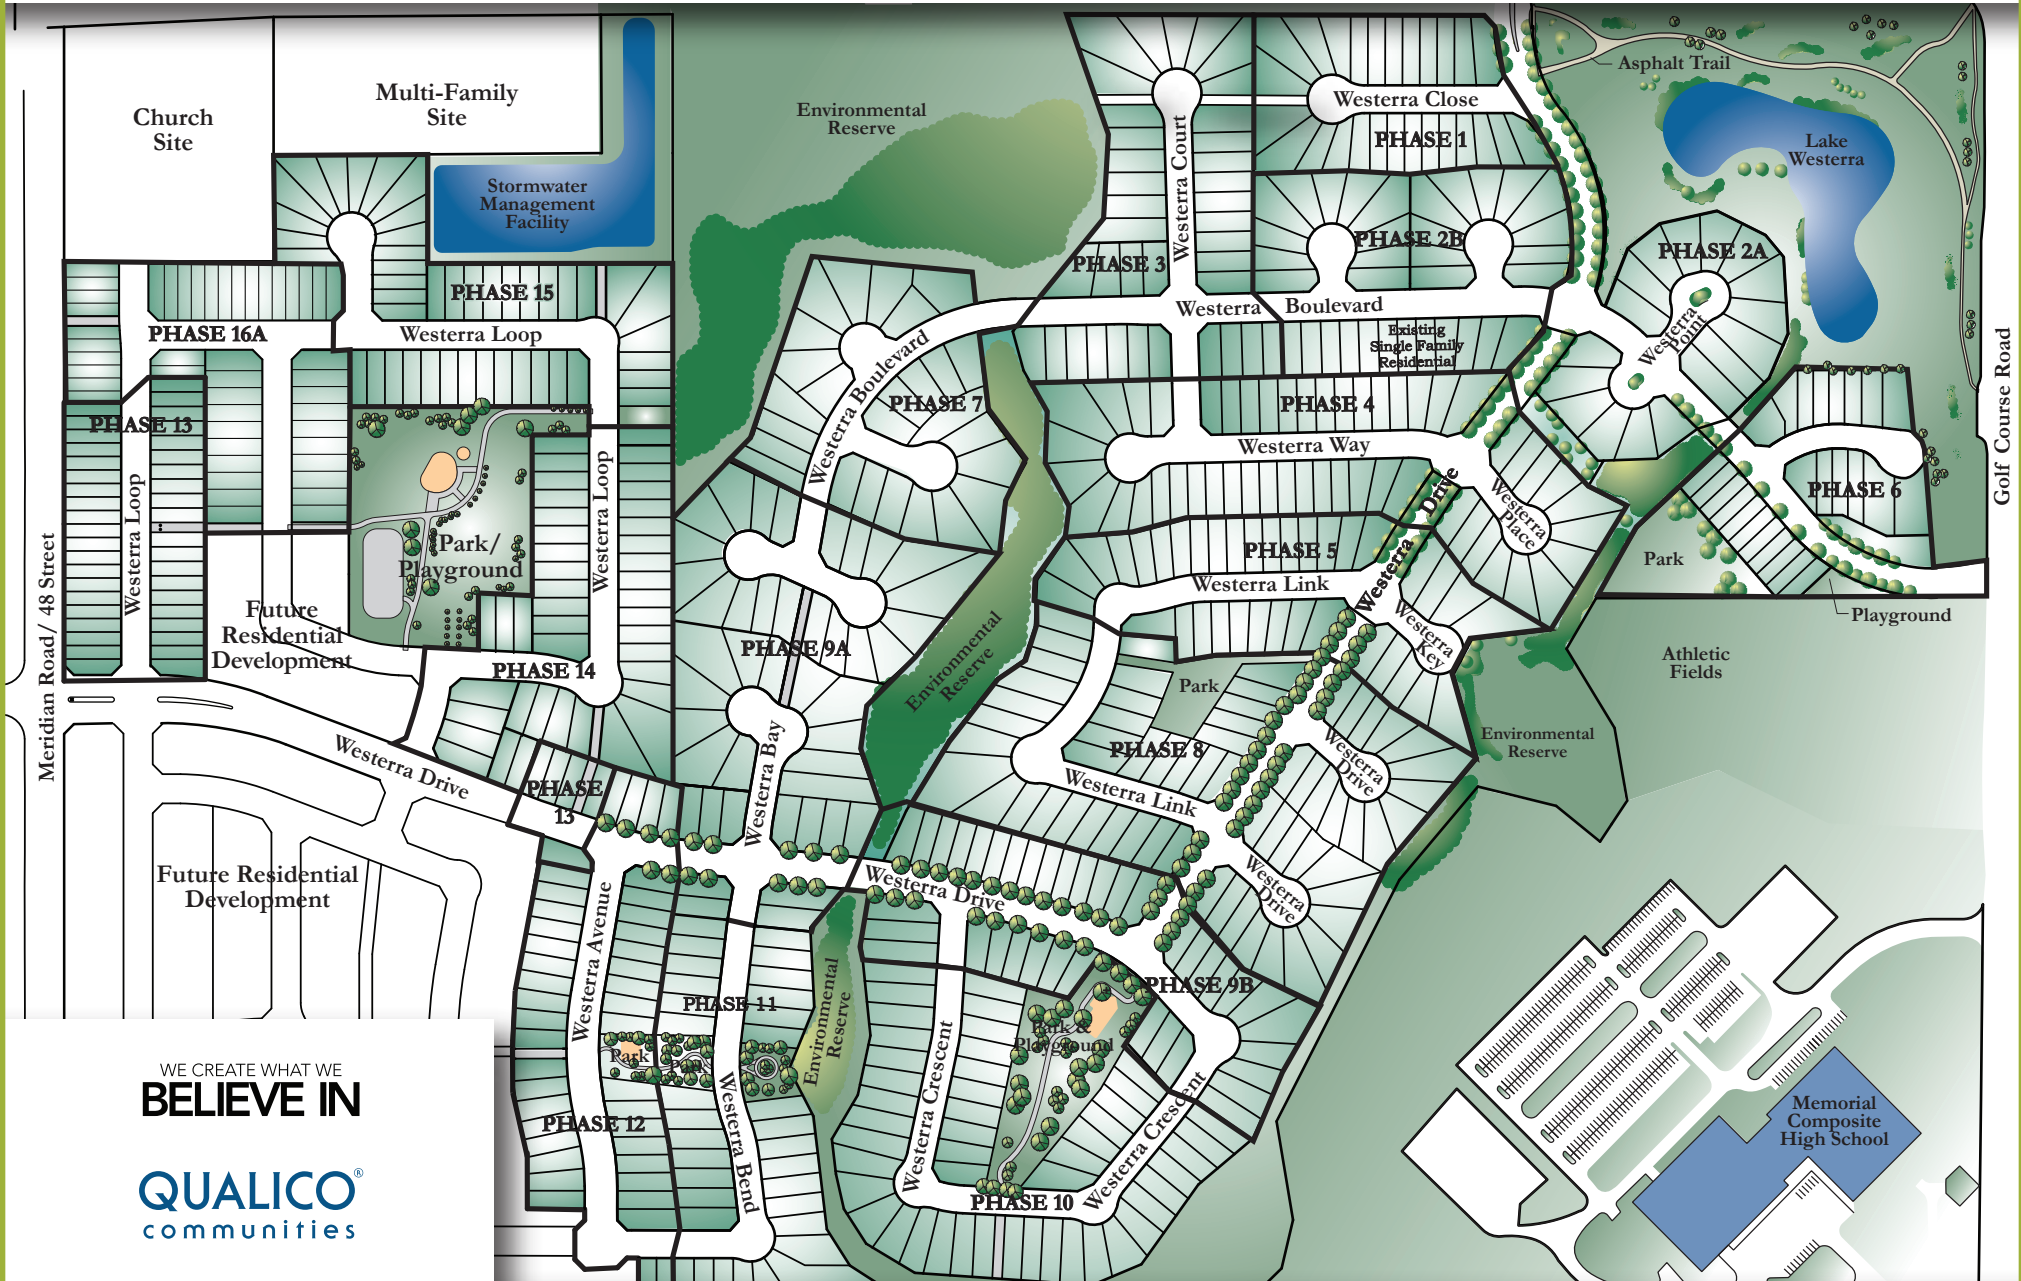 Church
Site
Multi-Family
Site
Stormwater
Management
Facility
Environmental
Reserve
Westerra Court
Westerra Close
PHASE 1
Asphalt Trail
Lake
Westerra
PHASE 2B
PHASE 2A
PHASE 3
PHASE 15
PHASE 16A
Westerra Loop
Westerra
Boulevard
Existing
Single Family
Residential
Westerra
Point
Golf Course Road
Westerra Boulevard
PHASE 7
PHASE 4
Westerra Way
PHASE 13
Westerra Loop
Westerra Loop
Park/
Playground
Westerra
Place
PHASE 6
Westerra Drive
PHASE 5
Westerra Link
Park
Playground
Meridian Road / 48 Street
Future
Residential
Development
PHASE 14
PHASE 9A
Environmental
Reserve
Westerra
Key
Athletic
Fields
Park
PHASE 8
Westerra Link
Westerra
Drive
Environmental
Reserve
Westerra Drive
PHASE
13
Westerra Bay
Future Residential
Development
Westerra Drive
Westerra
Drive
Westerra Avenue
PHASE 11
Environmental
Reserve
PHASE 9B
Park &
Playground
Park
Park
Westerra Crescent
Westerra Crescent
PHASE 12
Westerra Bend
PHASE 10
Memorial
Composite
High School
WE CREATE WHAT WE
BELIEVE IN
QUALICO®
communities